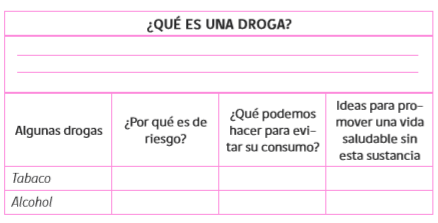 ¿QUÉ ES UNA DROGA?
Algunas drogas
¿Por qué es de
riesgo?
¿Qué podemos
hacer para evi-
tar su consumo?
Ideas para pro-
mover una vida
saludable sin
esta sustancia
Tabaco
Alcohol